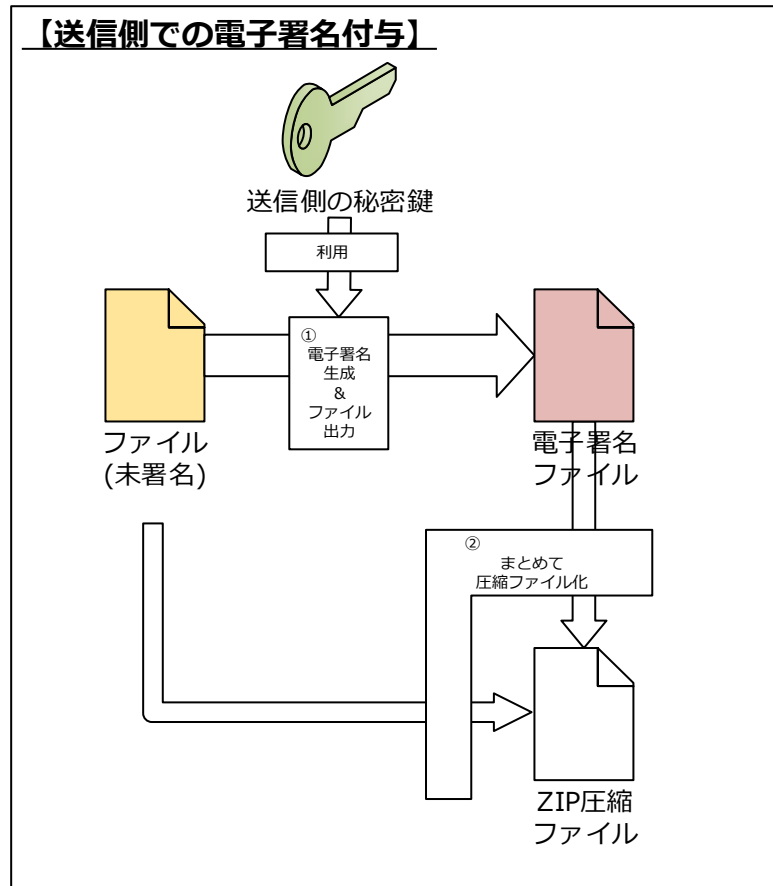 【送信側での電子署名付与】
送信側の秘密鍵
利用
①
電子署名
生成
&
ファイル
出力
ファイル
(未署名)
電子署名
ファイル
②
まとめて
圧縮ファイル化
ZIP圧縮
ファイル